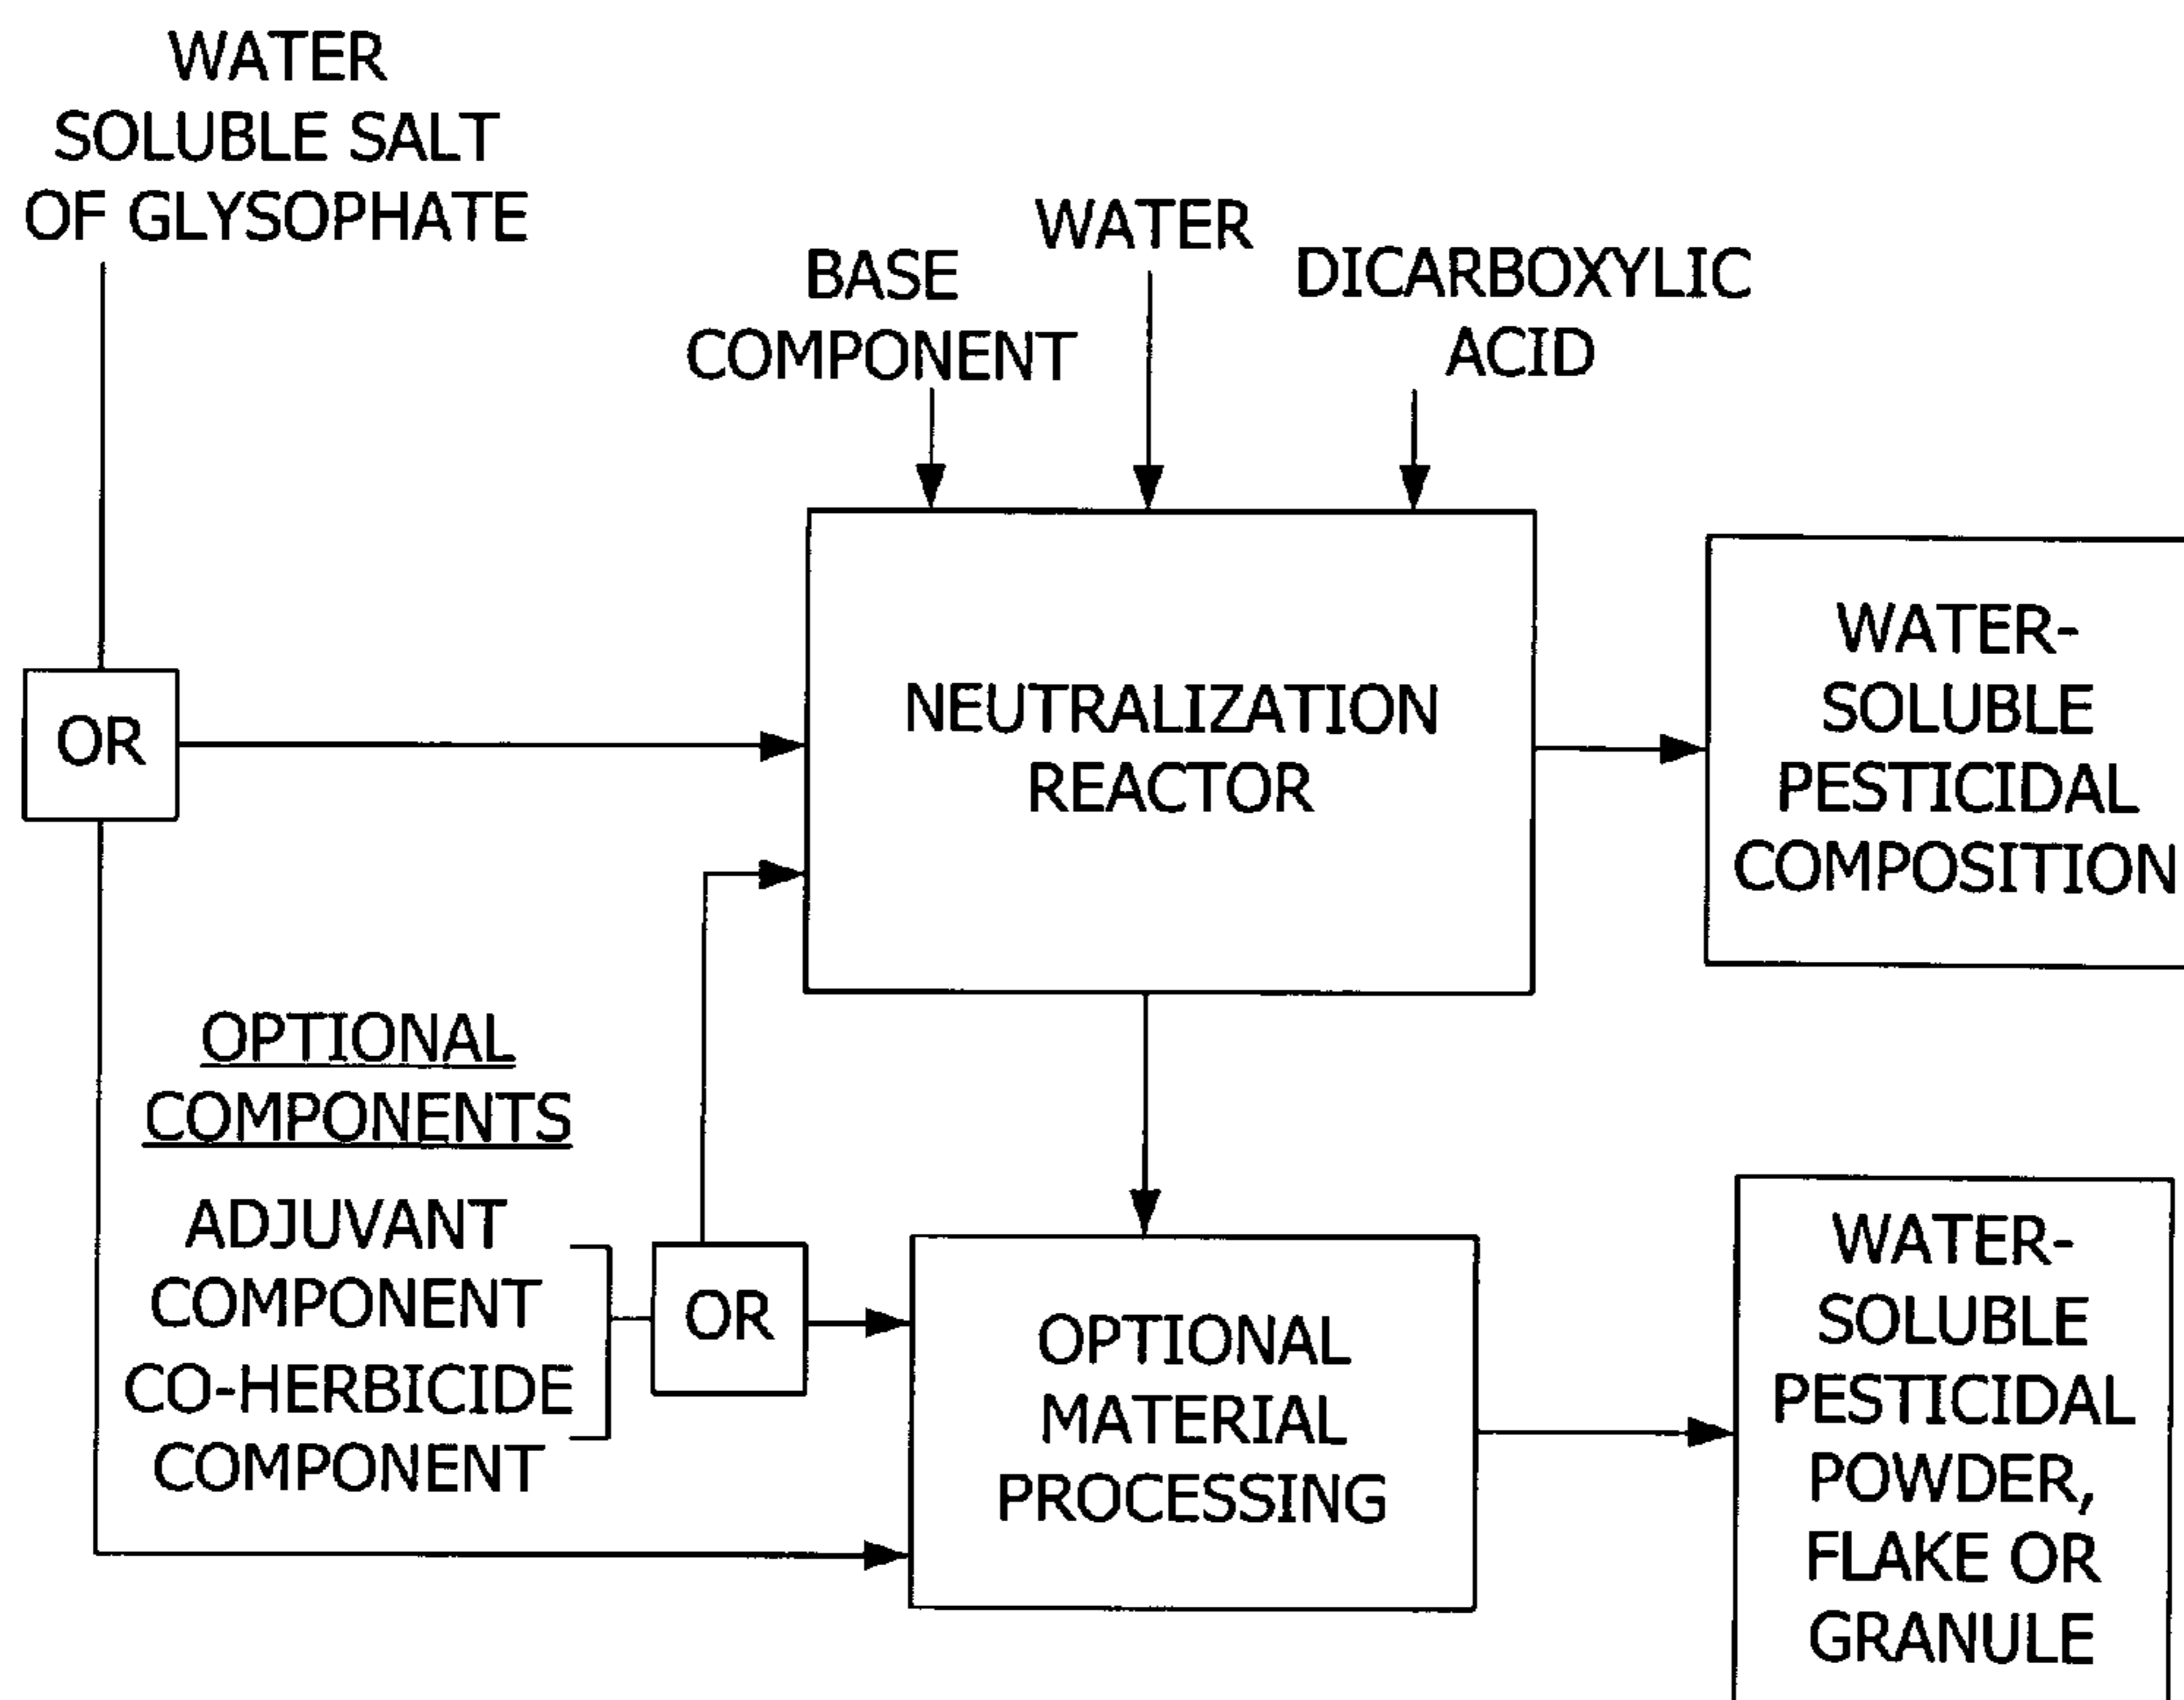 WATER
SOLUBLE SALT
OF GLYSOPHATE
BASE
COMPONENT
WATER
DICARBOXYLIC
ACID
OR
NEUTRALIZATION
REACTOR
WATER-
SOLUBLE
PESTICIDAL
COMPOSITION
OPTIONAL
COMPONENTS
ADJUVANT
COMPONENT
CO-HERBICIDE
COMPONENT
OR
OPTIONAL
MATERIAL
PROCESSING
WATER-
SOLUBLE
PESTICIDAL
POWDER,
FLAKE OR
GRANULE